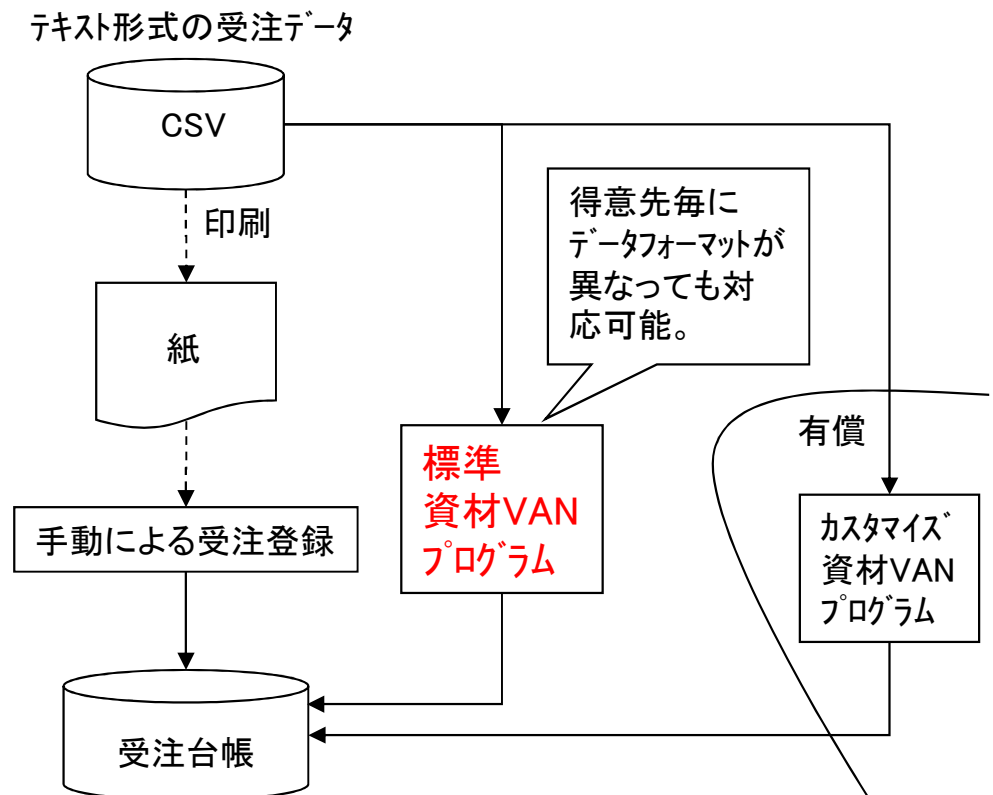 ﾃｷｽﾄ形式の受注ﾃﾞｰﾀ
CSV
印刷
紙
手動による受注登録
受注台帳
得意先毎に
ﾃﾞｰﾀﾌｫｰﾏｯﾄが
異なっても対
応可能。
標準
資材VAN
ﾌﾟﾛｸﾞﾗﾑ
有償
ｶｽﾀﾏｲｽﾞ
資材VAN
ﾌﾟﾛｸﾞﾗﾑ